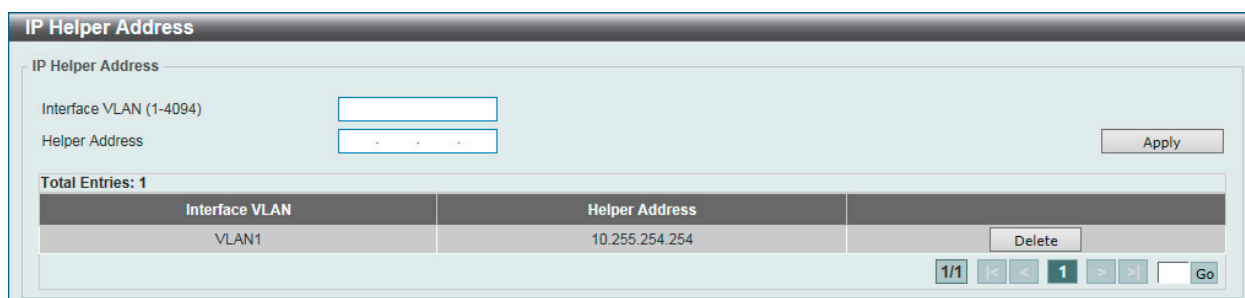 IP Helper Address
IP Helper Address
Interface VLAN (1-4094)
Helper Address . . . Apply
Total Entries: 1
Interface VLAN Helper Address
VLAN1 10.255.254.254 Delete
1/1 |< < 1 > >| Go